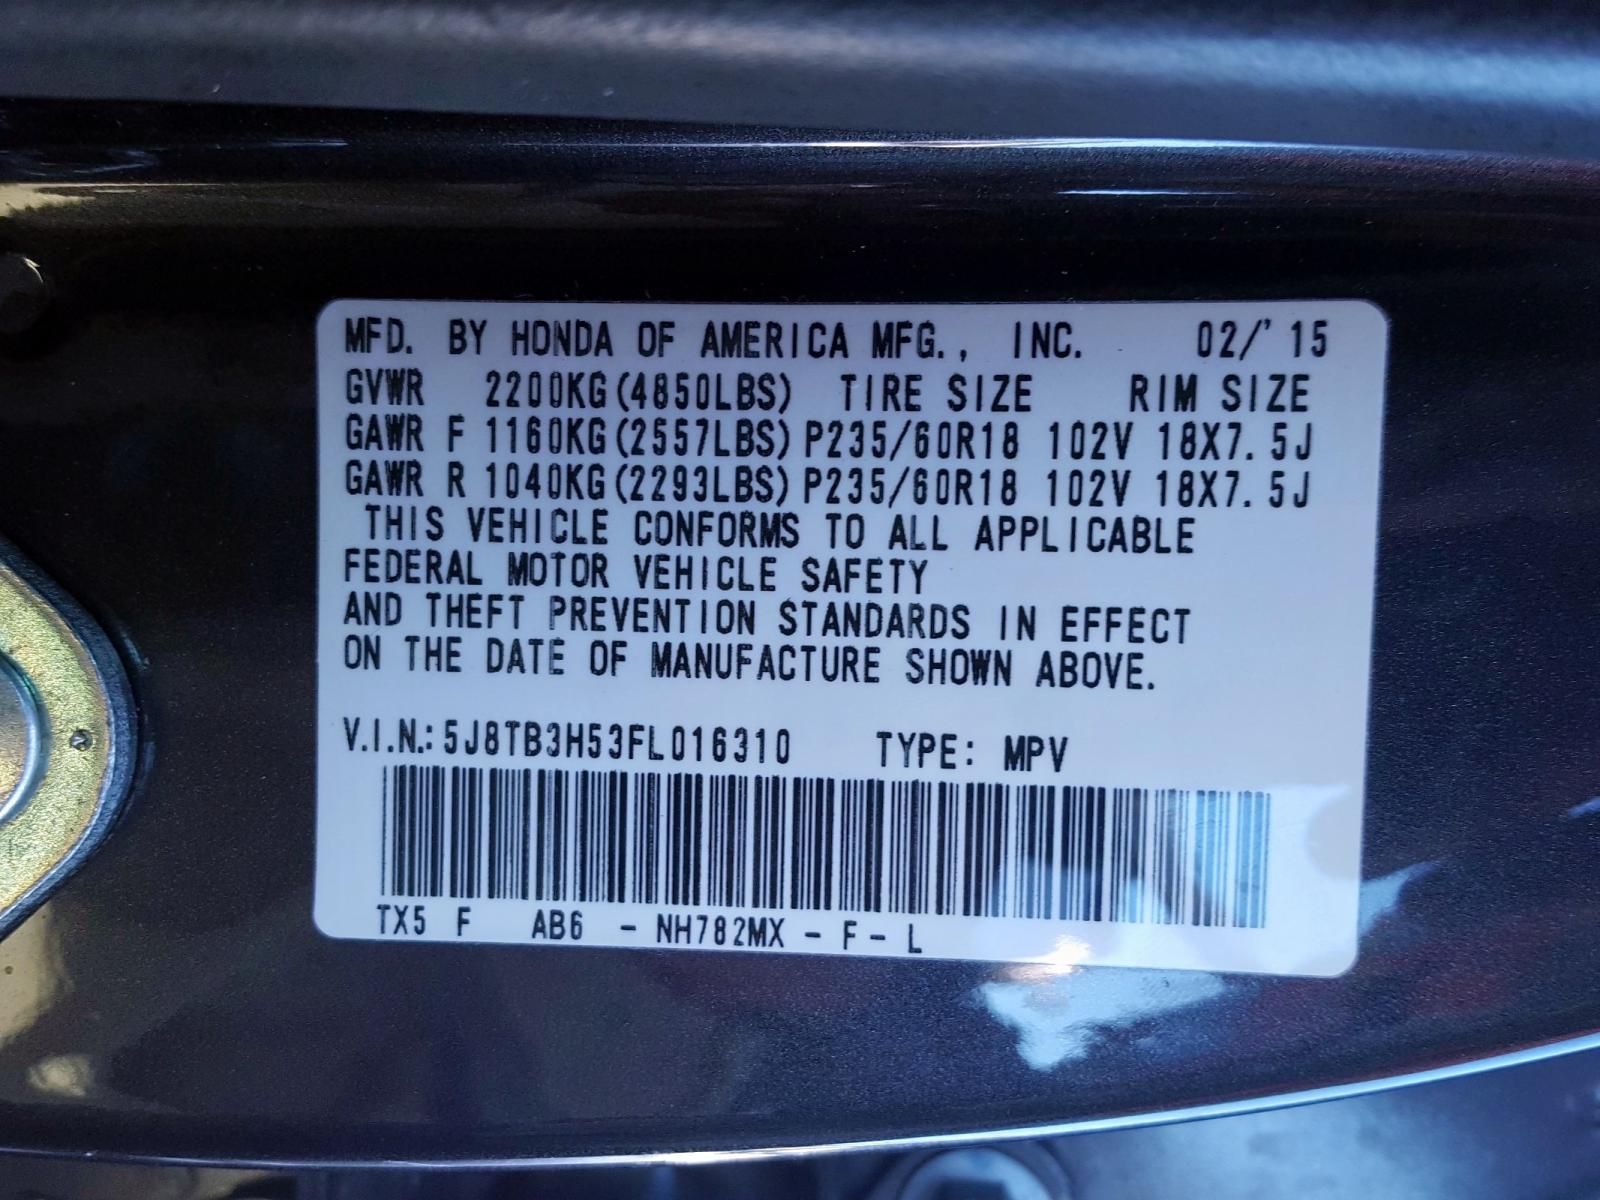 MFD. BY HONDA OF AMERICA MFG., INC. 02/'15
GVWR 2200KG(4850LBS) TIRE SIZE RIM SIZE
GAWR F 1160KG(2557LBS) P235/60R18 102V 18X7.5J
GAWR R 1040KG(2293LBS) P235/60R18 102V 18X7.5J
THIS VEHICLE CONFORMS TO ALL APPLICABLE
FEDERAL MOTOR VEHICLE SAFETY
AND THEFT PREVENTION STANDARDS IN EFFECT
ON THE DATE OF MANUFACTURE SHOWN ABOVE.
V.I.N.: 5J8TB3H53FL016310 TYPE: MPV
TX5 F AB6 - NH782MX - F - L